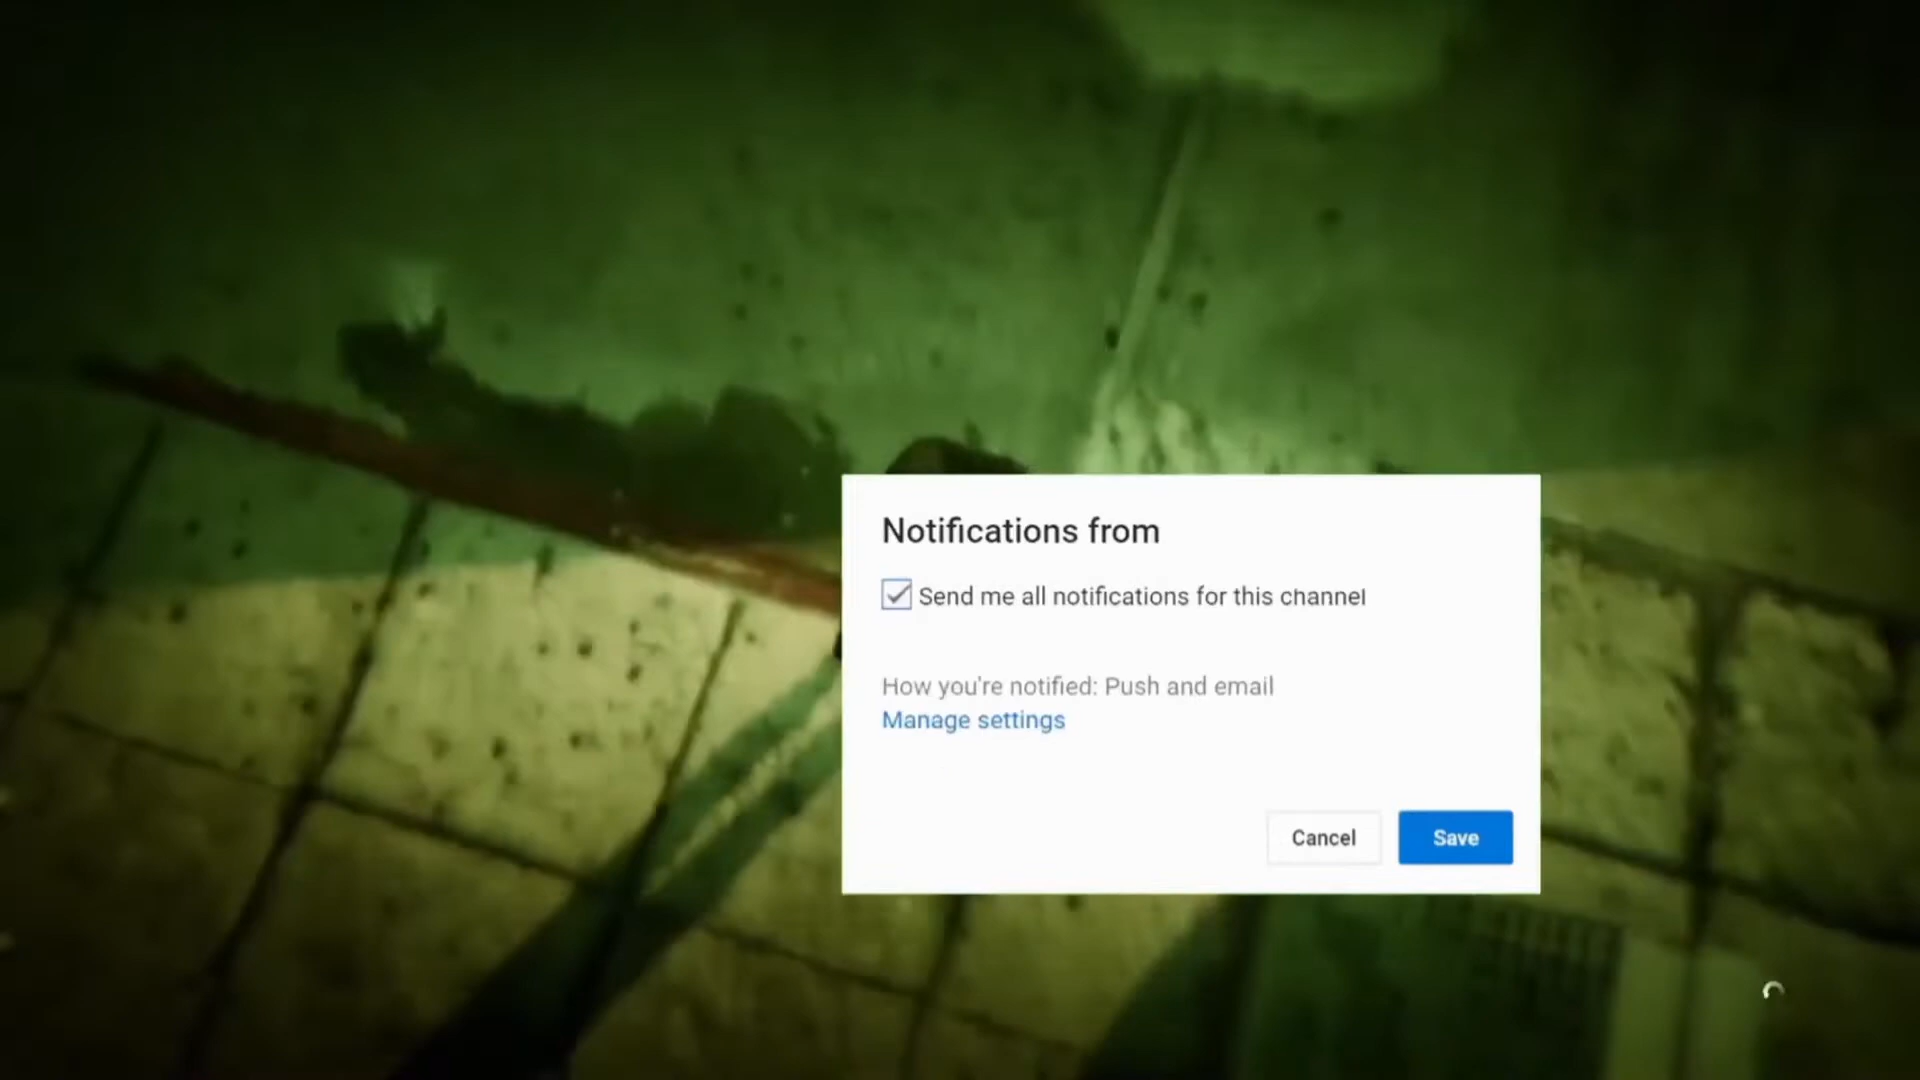 Notifications from
Send me all notifications for this channel
How you're notified: Push and email
Manage settings
Cancel
Save